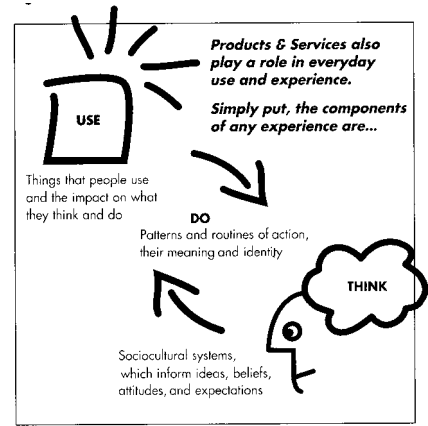 Products & Services also
play a role in everyday
use and experience.
Simply put, the components
of any experience are...
USE
Things that people use
and the impact on what
they think and do
DO
Patterns and routines of action,
their meaning and identity
THINK
Sociocultural systems,
which inform ideas, beliefs,
attitudes, and expectations